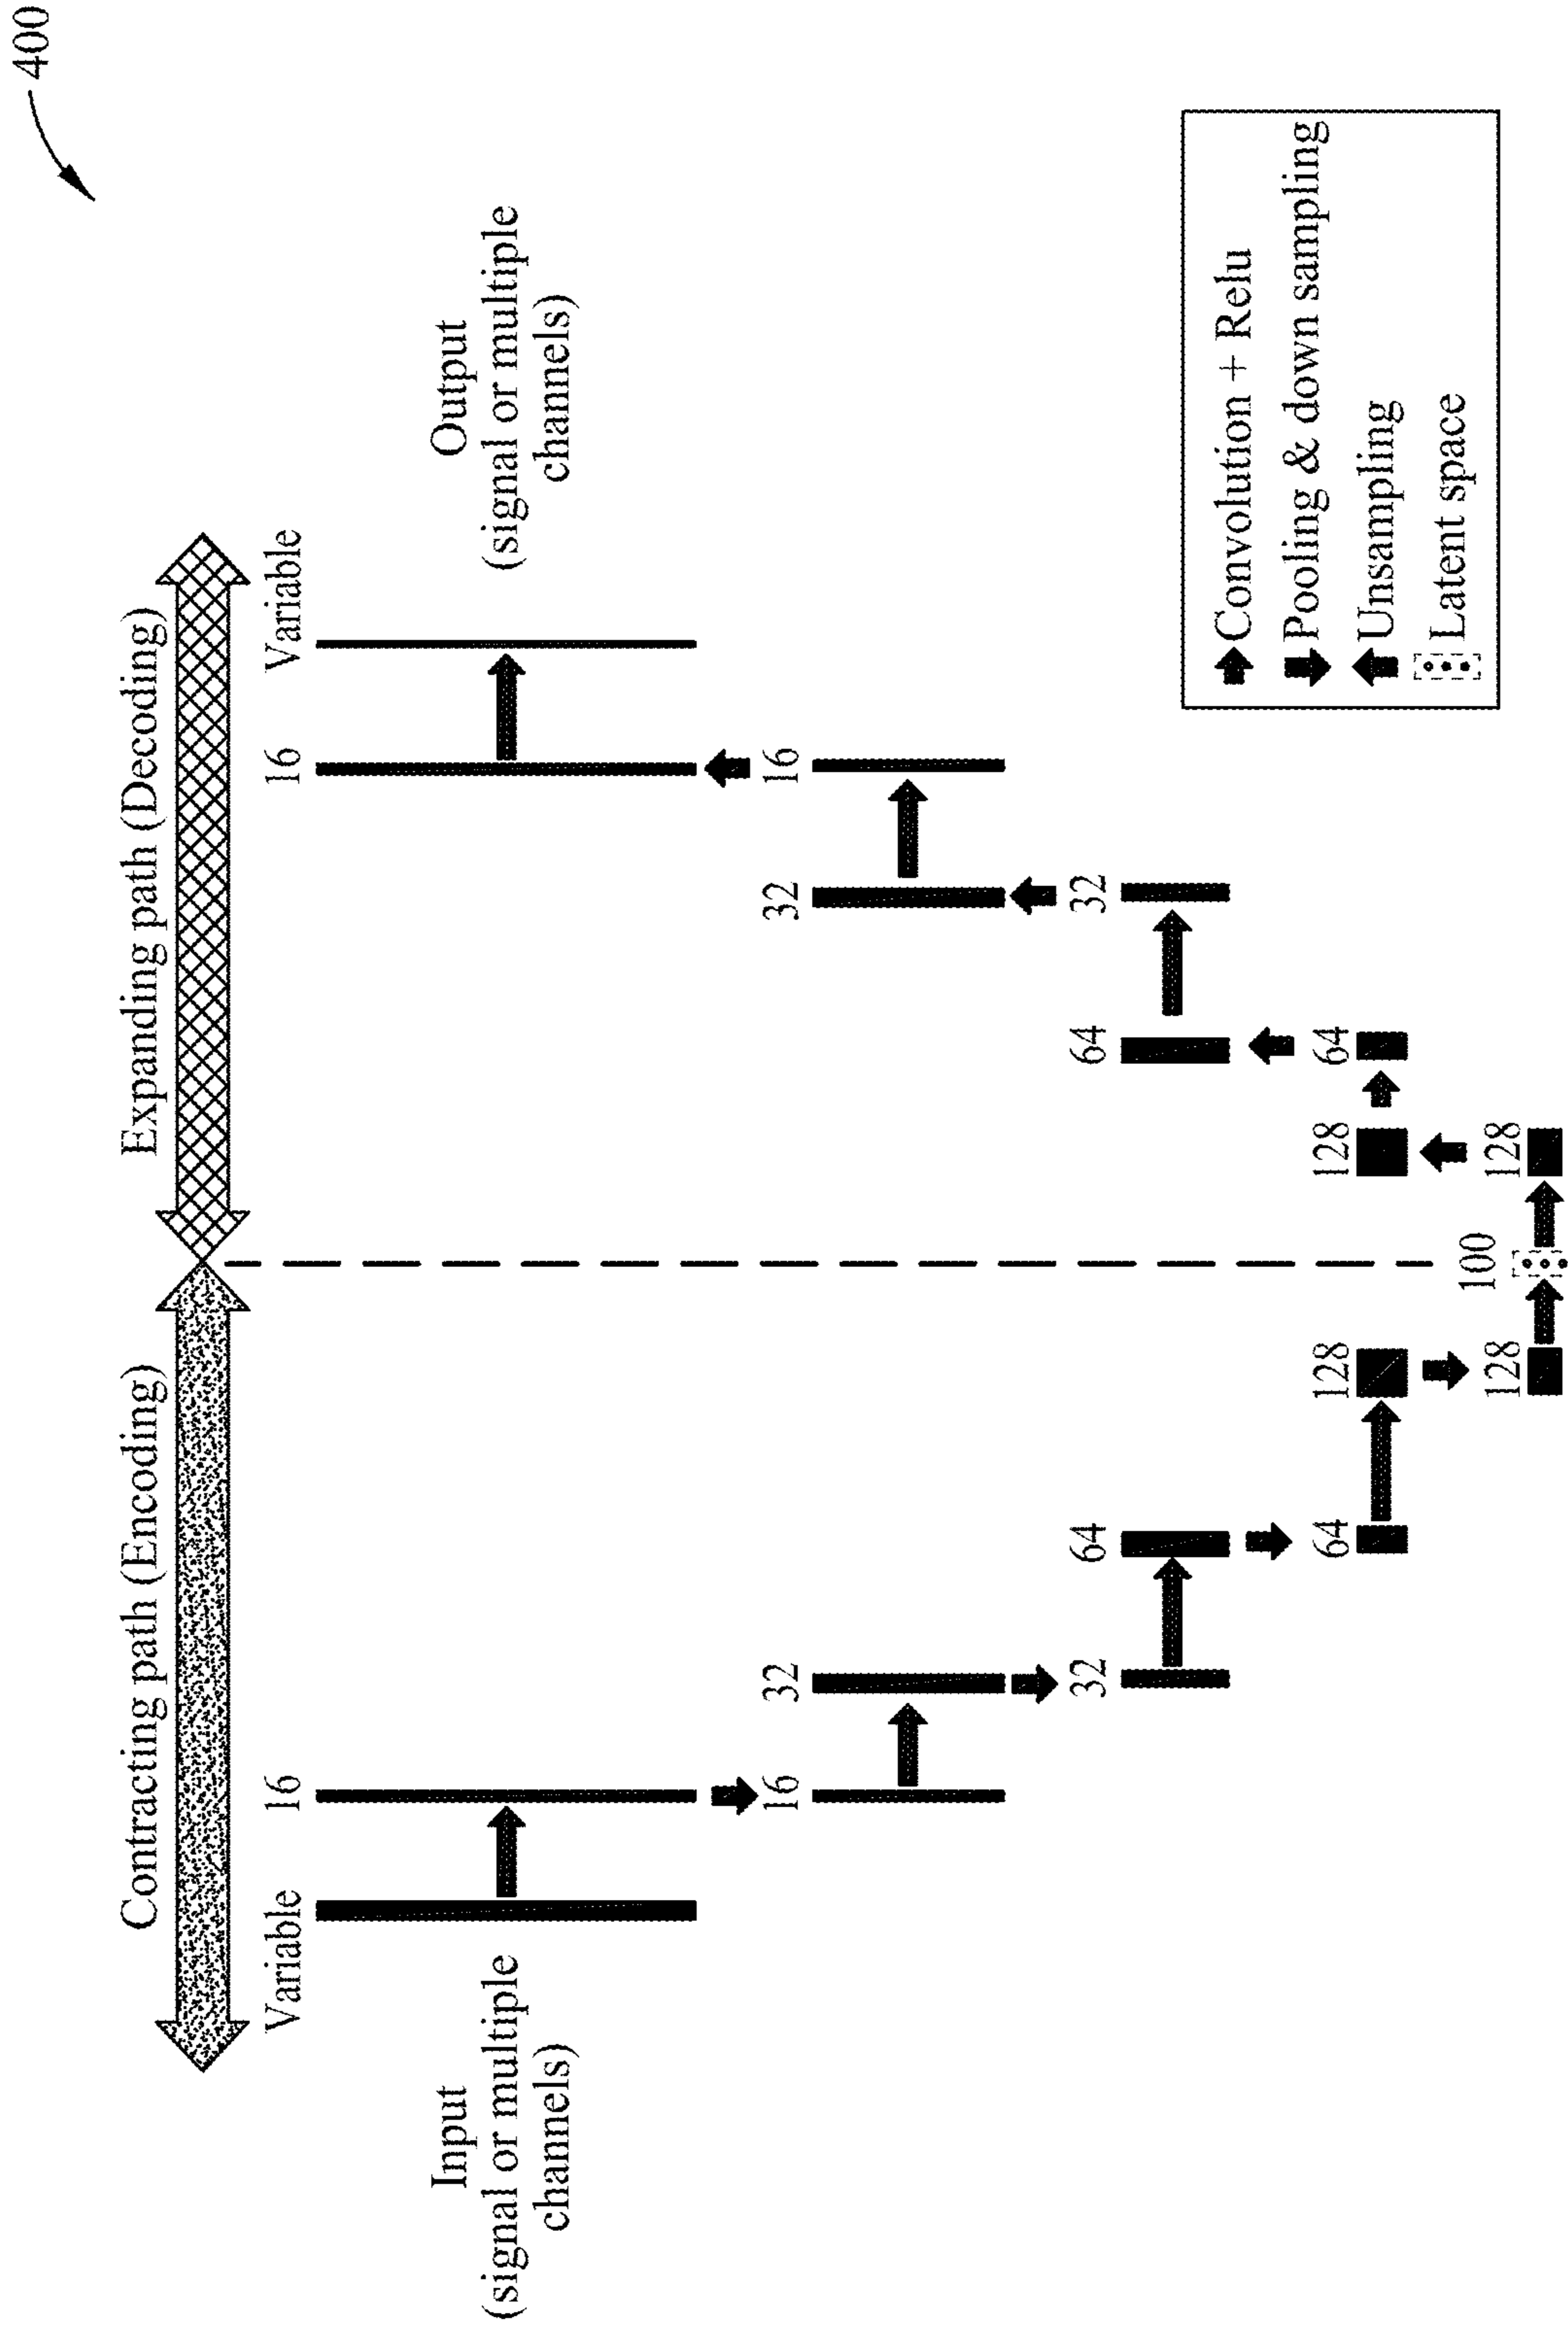 400
Contracting path (Encoding)
Expanding path (Decoding)
Variable
16
16
Variable
Input
(signal or multiple
channels)
Output
(signal or multiple
channels)
16
32
32
16
32
64
64
32
64
128
128
64
128
100
128
Convolution + Relu
Pooling & down sampling
Unsampling
Latent space